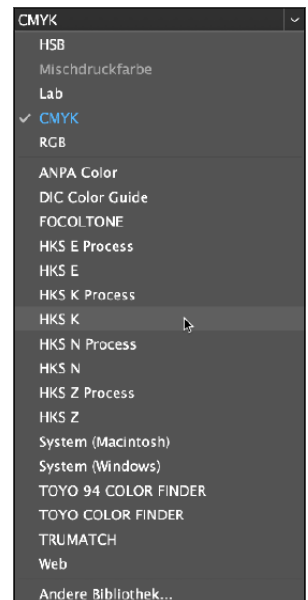 CMYK
HSB
Mischdruckfarbe
Lab
CMYK
RGB
ANPA Color
DIC Color Guide
FOCOLTONE
HKS E Process
HKS E
HKS K Process
HKS K
HKS N Process
HKS N
HKS Z Process
HKS Z
System (Macintosh)
System (Windows)
TOYO 94 COLOR FINDER
TOYO COLOR FINDER
TRUMATCH
Web
Andere Bibliothek...